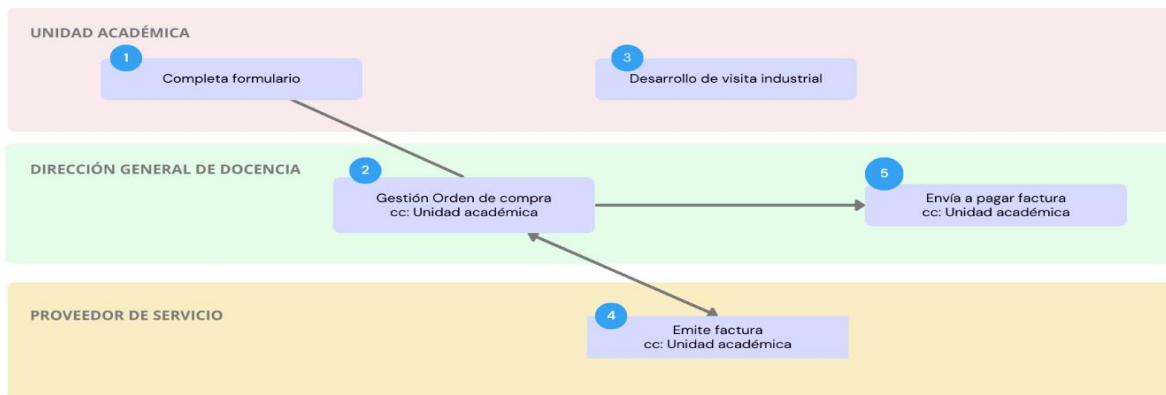 UNIDAD ACADÉMICA
1
Completa formulario
3
Desarrollo de visita industrial
DIRECCIÓN GENERAL DE DOCENCIA
2
Gestión Orden de compra
cc: Unidad académica
5
Envía a pagar factura
cc: Unidad académica
PROVEEDOR DE SERVICIO
4
Emite factura
cc: Unidad académica